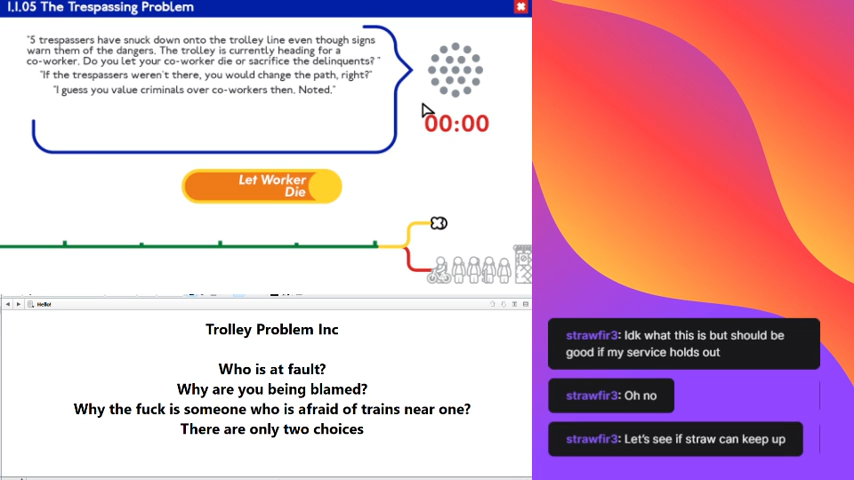 1.1.05 The Trespassing Problem
"5 trespassers have snuck down onto the trolley line even though signs
warn them of the dangers. The trolley is currently heading for a
co-worker. Do you let your co-worker die or sacrifice the delinquents? "
"If the trespassers weren't there, you would change the path, right?"
"I guess you value criminals over co-workers then. Noted."
00:00
Let Worker
Die
Hello!
Trolley Problem Inc
Who is at fault?
Why are you being blamed?
Why the fuck is someone who is afraid of trains near one?
There are only two choices
strawfir3: Idk what this is but should be
good if my service holds out
strawfir3: Oh no
strawfir3: Let's see if straw can keep up